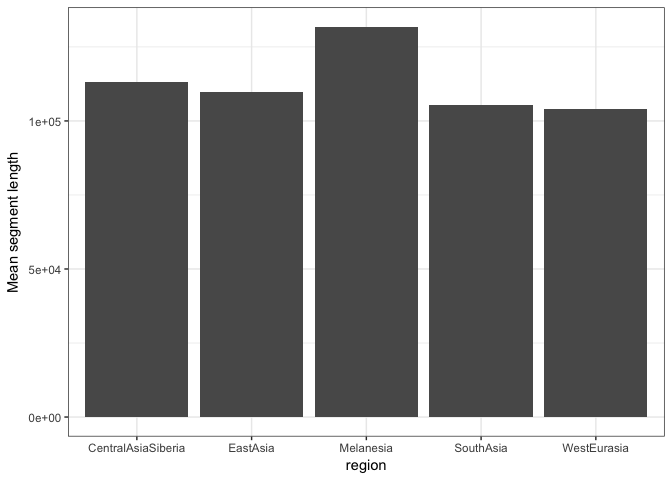 Mean segment length
1e+05
5e+04
0e+00
CentralAsiaSiberia EastAsia Melanesia SouthAsia WestEurasia
region